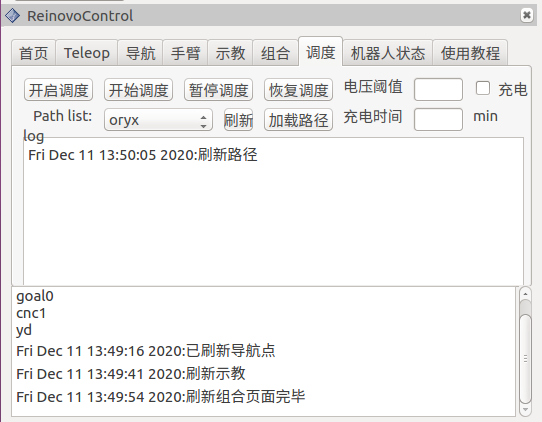 ReinovoControl
首页 Teleop 导航 手臂 示教 组合 调度 机器人状态 使用教程
开启调度 开始调度 暂停调度 恢复调度 电压阈值 充电
Path list: oryx 刷新 加载路径 充电时间 min
log
Fri Dec 11 13:50:05 2020:刷新路径
goal0
cnc1
yd
Fri Dec 11 13:49:16 2020:已刷新导航点
Fri Dec 11 13:49:41 2020:刷新示教
Fri Dec 11 13:49:54 2020:刷新组合页面完毕